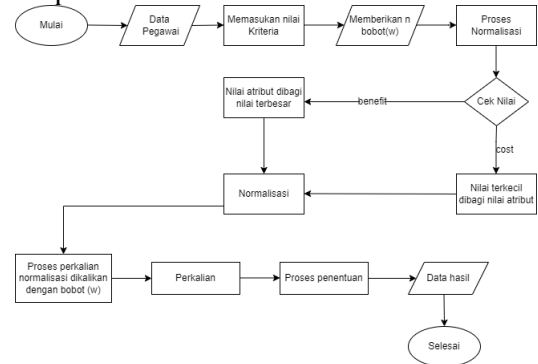 Mulai
Data
Pegawai
Memasukan nilai
Kriteria
Memberikan n
bobot(w)
Proses
Normalisasi
Nilai atribut dibagi
nilai terbesar
benefit
Cek Nilai
cost
Normalisasi
Nilai terkecil
dibagi nilai atribut
Proses perkalian
normalisasi dikalikan
dengan bobot (w)
Perkalian
Proses penentuan
Data hasil
Selesai